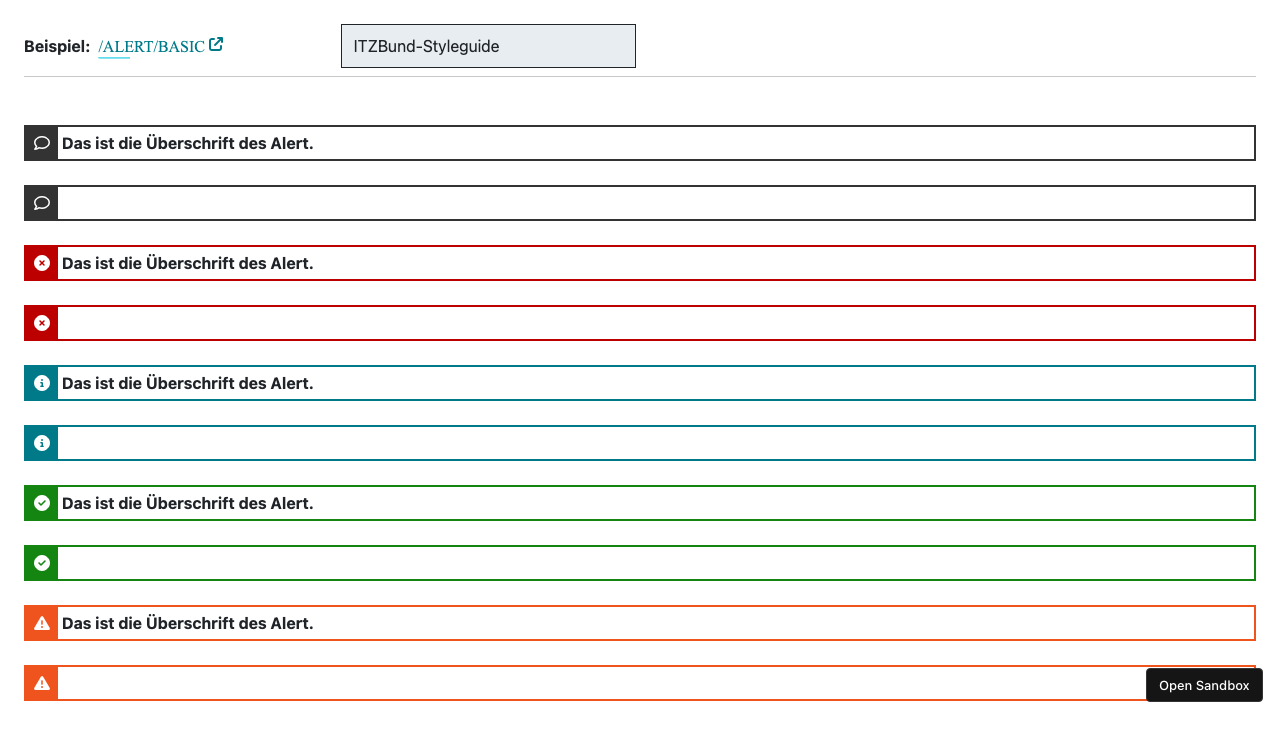 Beispiel: /ALERT/BASIC
ITZBund-Styleguide
Das ist die Überschrift des Alert.
Das ist die Überschrift des Alert.
Das ist die Überschrift des Alert.
Das ist die Überschrift des Alert.
Das ist die Überschrift des Alert.
Open Sandbox